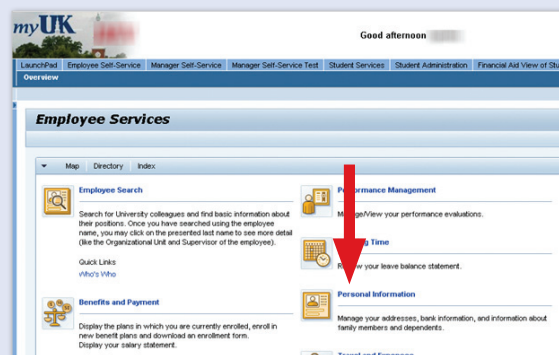 myUK
Good afternoon
LaunchPad Employee Self-Service Manager Self-Service Manager Self-Service Test Student Services Student Administration Financial Aid View of Stu
Overview
Employee Services
Map Directory Index
Employee Search
Search for University colleagues and find basic information about
their positions. Once you have searched using the employee
name, you may click on the presented last name to see more detail
(like the Organizational Unit and Supervisor of the employee).
Quick Links
Who's Who
Benefits and Payment
Display the plans in which you are currently enrolled, enroll in
new benefit plans and download an enrollment form.
Display your salary statement.
Management
your performance evaluations.
Time
your leave balance statement.
Personal Information
Manage your addresses, bank information, and information about
family members and dependents.